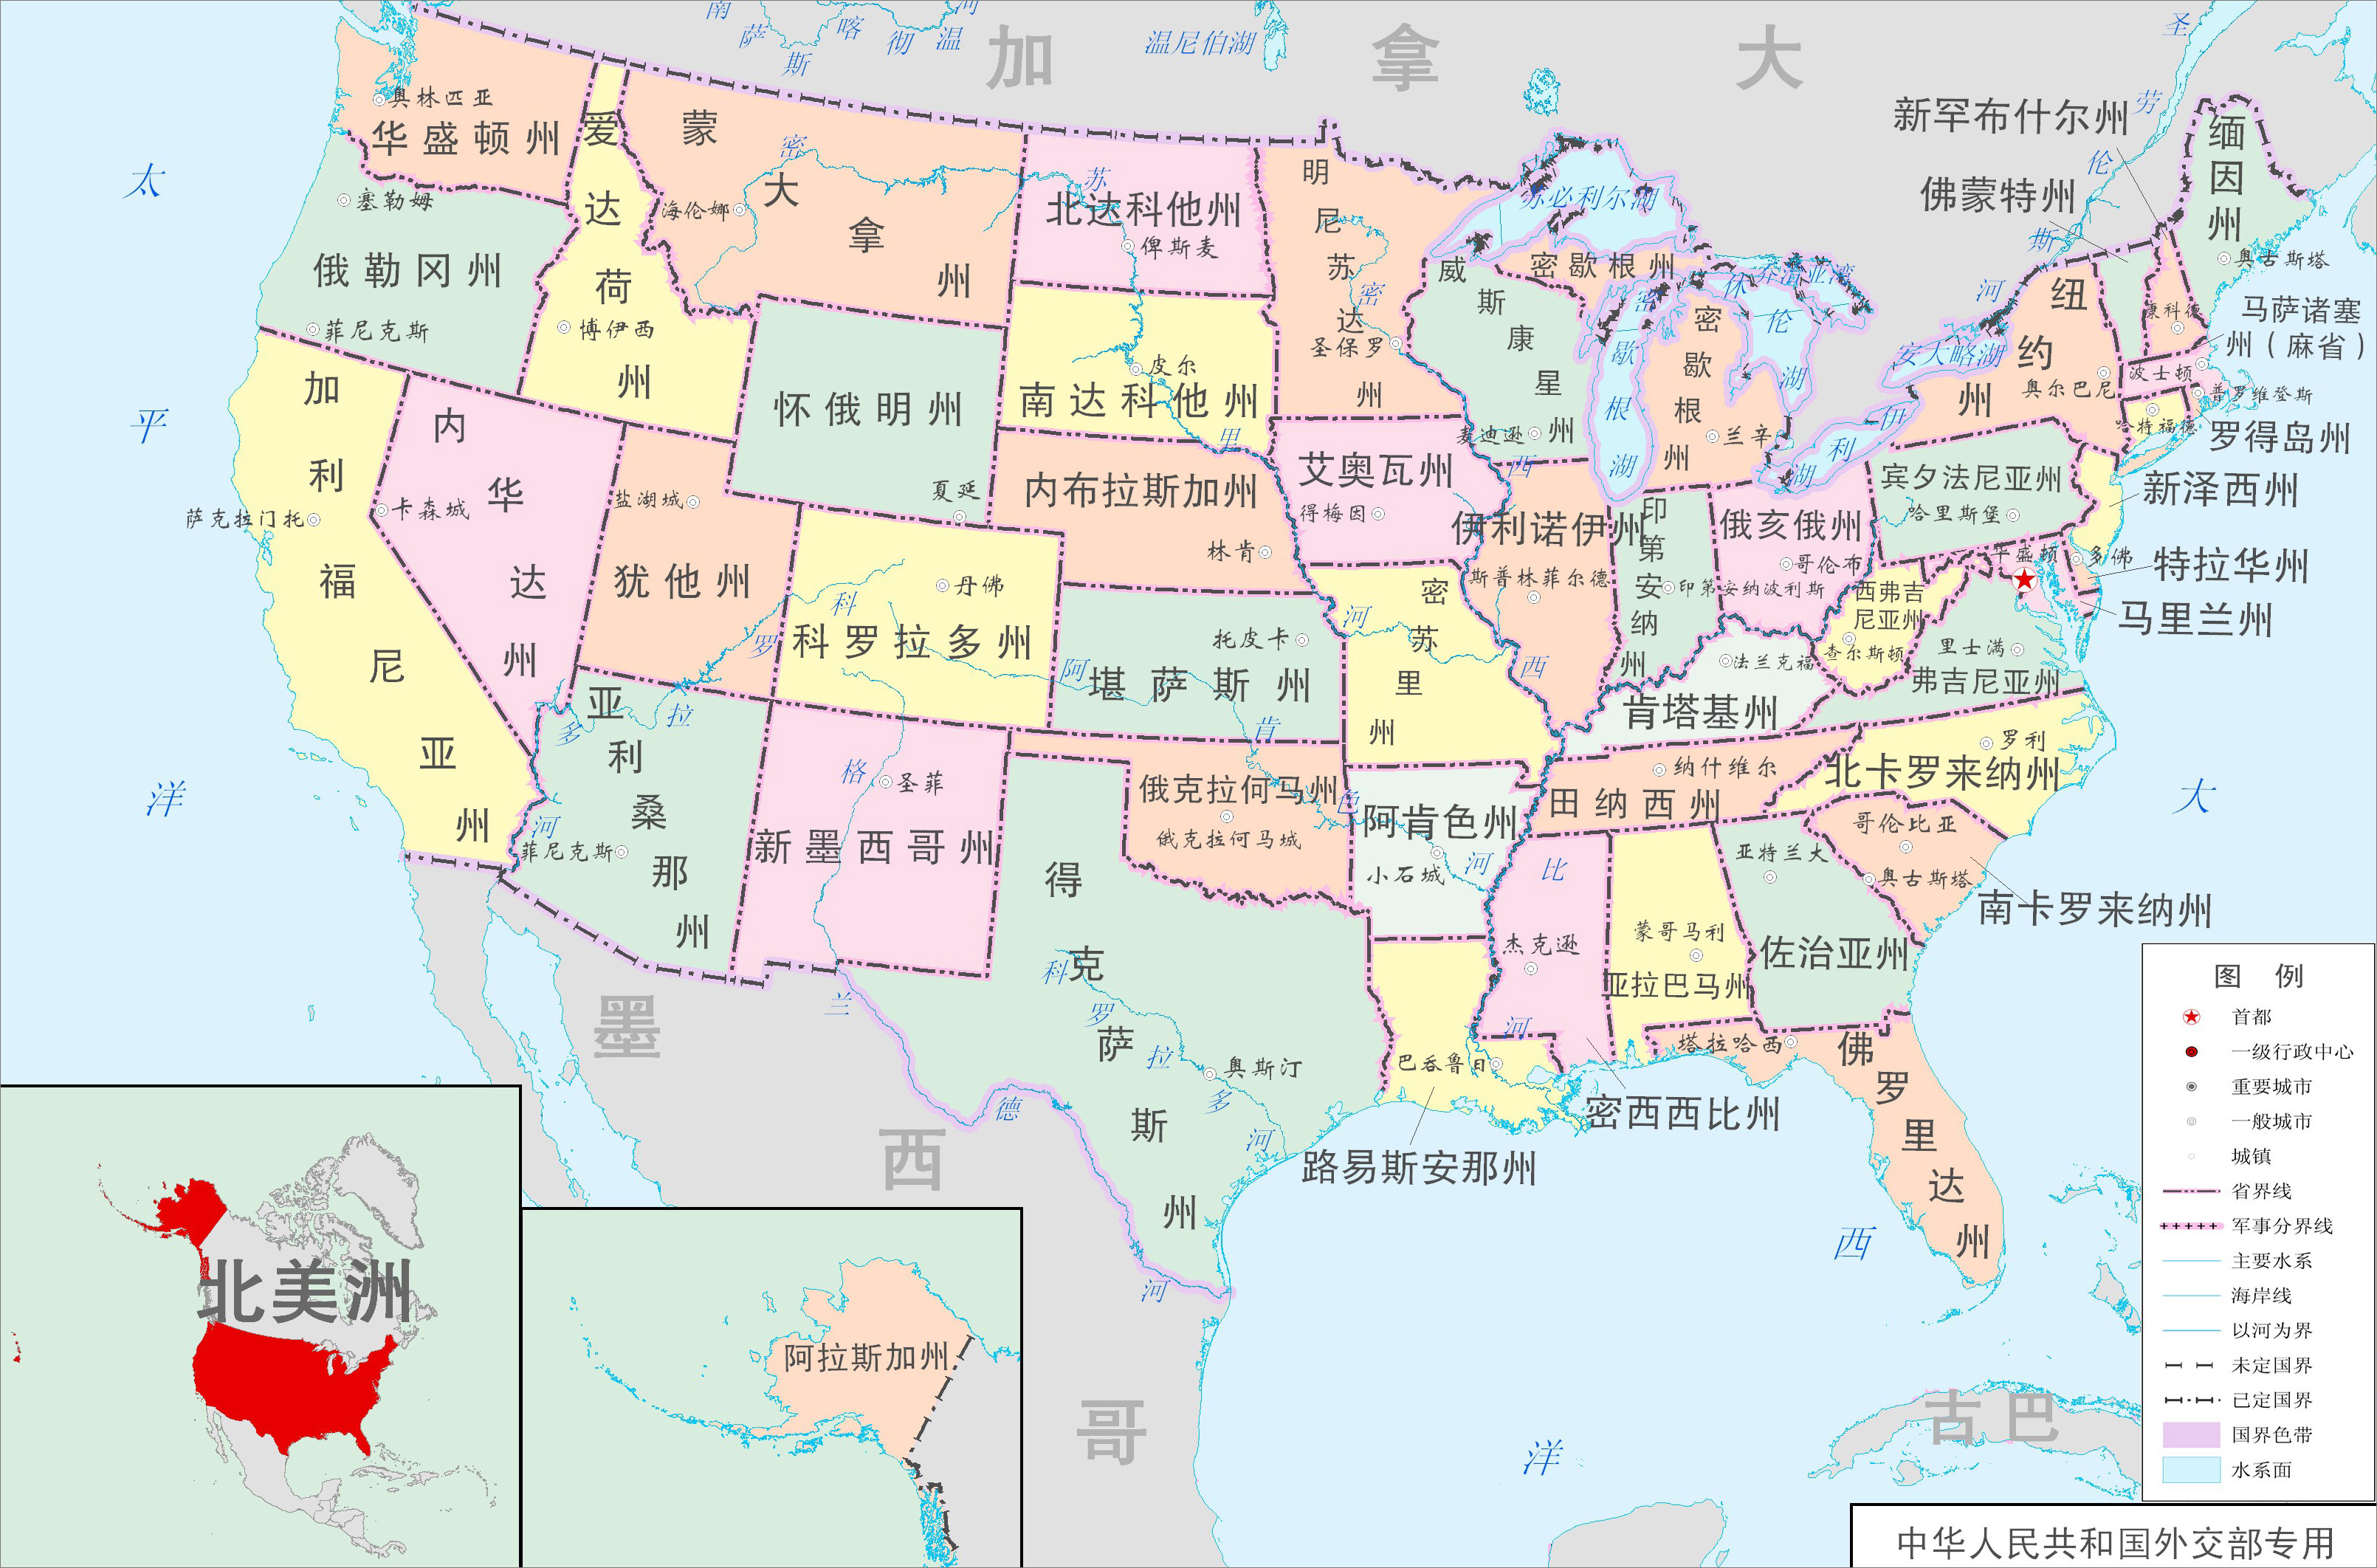 加拿大
南萨斯喀彻温河
温尼伯湖
圣劳伦斯河
太平洋
大西洋
奥林匹亚
华盛顿州
塞勒姆
俄勒冈州
菲尼克斯
爱达荷州
博伊西
蒙大拿州
海伦娜
密苏里河
北达科他州
俾斯麦
南达科他州
皮尔
明尼苏达州
圣保罗
苏必利尔湖
威斯康星州
麦迪逊
密歇根州
密歇根湖
密歇根州
兰辛
休伦湖
乔治亚湾
安大略湖
伊利湖
新罕布什尔州
佛蒙特州
缅因州
奥古斯塔
纽约州
奥尔巴尼
康科德
马萨诸塞
州（麻省）
波士顿
普罗维登斯
哈特福德
罗得岛州
新泽西州
宾夕法尼亚州
哈里斯堡
华盛顿
多佛
特拉华州
马里兰州
加利福尼亚州
萨克拉门托
内华达州
卡森城
盐湖城
犹他州
怀俄明州
夏延
内布拉斯加州
林肯
艾奥瓦州
得梅因
伊利诺伊州
斯普林菲尔德
印第安纳州
印第安纳波利斯
俄亥俄州
哥伦布
西弗吉
尼亚州
查尔斯顿
里士满
弗吉尼亚州
丹佛
科罗拉多州
科罗拉多河
托皮卡
堪萨斯州
阿肯色河
密苏里州
密西西比河
法兰克福
肯塔基州
纳什维尔
田纳西州
罗利
北卡罗来纳州
哥伦比亚
奥古斯塔
南卡罗来纳州
亚利桑那州
菲尼克斯
圣菲
新墨西哥州
格兰德河
俄克拉何马州
俄克拉何马城
阿肯色州
小石城
得克萨斯州
科罗拉多河
奥斯汀
杰克逊
密西西比州
蒙哥马利
亚拉巴马州
亚特兰大
佐治亚州
巴吞鲁日
路易斯安那州
塔拉哈西
佛罗里达州
墨西哥
古巴
北美洲
阿拉斯加州
图 例
首都
一级行政中心
重要城市
一般城市
城镇
省界线
军事分界线
主要水系
海岸线
以河为界
未定国界
已定国界
国界色带
水系面
中华人民共和国外交部专用